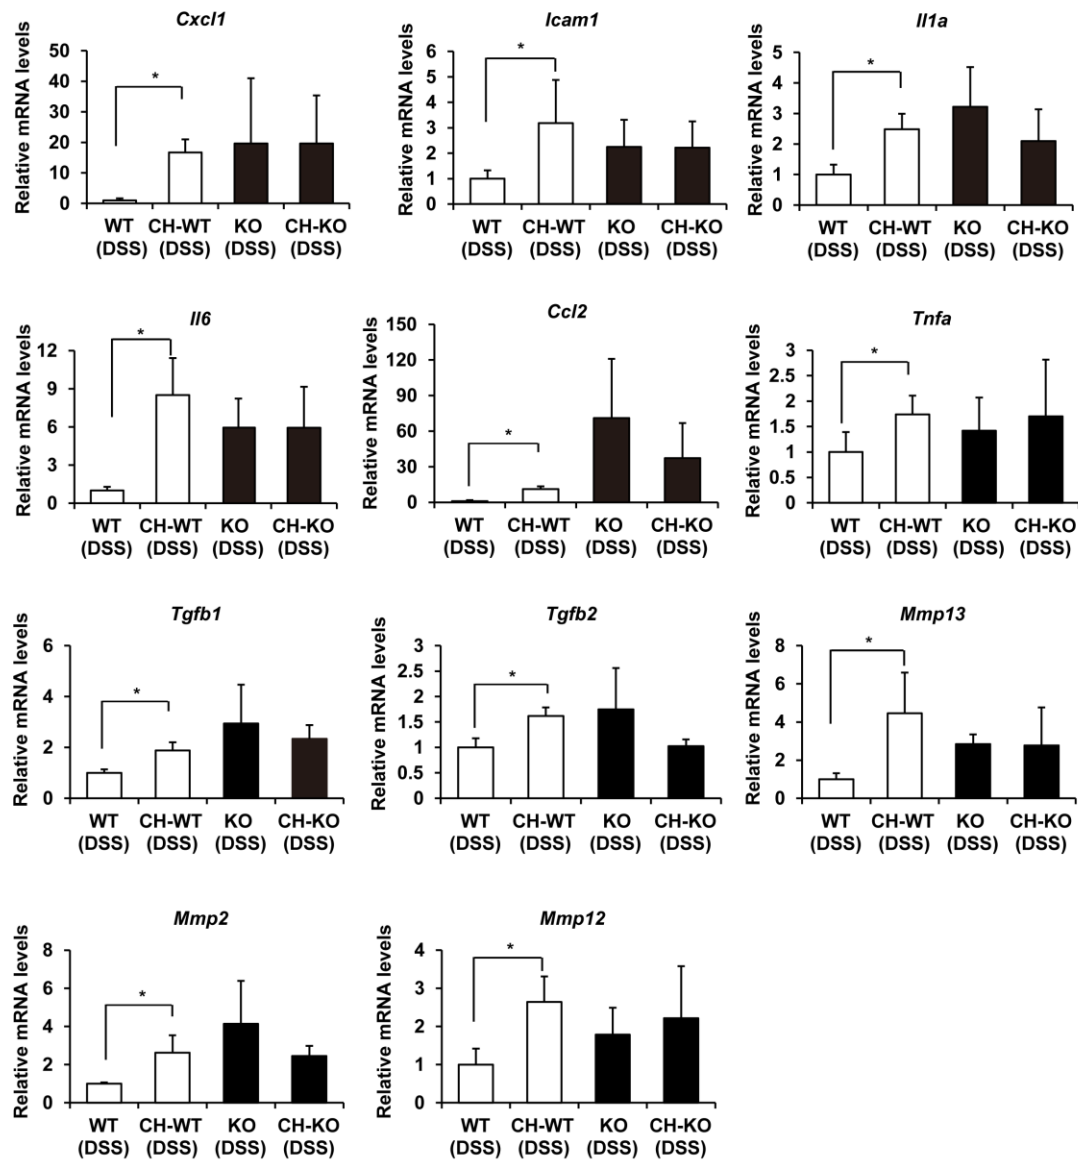 Cxcl1
Relative mRNA levels
50
40
30
20
10
0
*
WT CH-WT KO CH-KO
(DSS) (DSS) (DSS) (DSS)
Icam1
Relative mRNA levels
6
5
4
3
2
1
0
*
WT CH-WT KO CH-KO
(DSS) (DSS) (DSS) (DSS)
Il1a
Relative mRNA levels
5
4
3
2
1
0
*
WT CH-WT KO CH-KO
(DSS) (DSS) (DSS) (DSS)
Il6
Relative mRNA levels
12
9
6
3
0
*
WT CH-WT KO CH-KO
(DSS) (DSS) (DSS) (DSS)
Ccl2
Relative mRNA levels
150
120
90
60
30
0
*
WT CH-WT KO CH-KO
(DSS) (DSS) (DSS) (DSS)
Tnfa
Relative mRNA levels
3
2.5
2
1.5
1
0.5
0
*
WT CH-WT KO CH-KO
(DSS) (DSS) (DSS) (DSS)
Tgfb1
Relative mRNA levels
6
4
2
0
*
WT CH-WT KO CH-KO
(DSS) (DSS) (DSS) (DSS)
Tgfb2
Relative mRNA levels
3
2.5
2
1.5
1
0.5
0
*
WT CH-WT KO CH-KO
(DSS) (DSS) (DSS) (DSS)
Mmp13
Relative mRNA levels
8
6
4
2
0
*
WT CH-WT KO CH-KO
(DSS) (DSS) (DSS) (DSS)
Mmp2
Relative mRNA levels
8
6
4
2
0
*
WT CH-WT KO CH-KO
(DSS) (DSS) (DSS) (DSS)
Mmp12
Relative mRNA levels
4
3
2
1
0
*
WT CH-WT KO CH-KO
(DSS) (DSS) (DSS) (DSS)